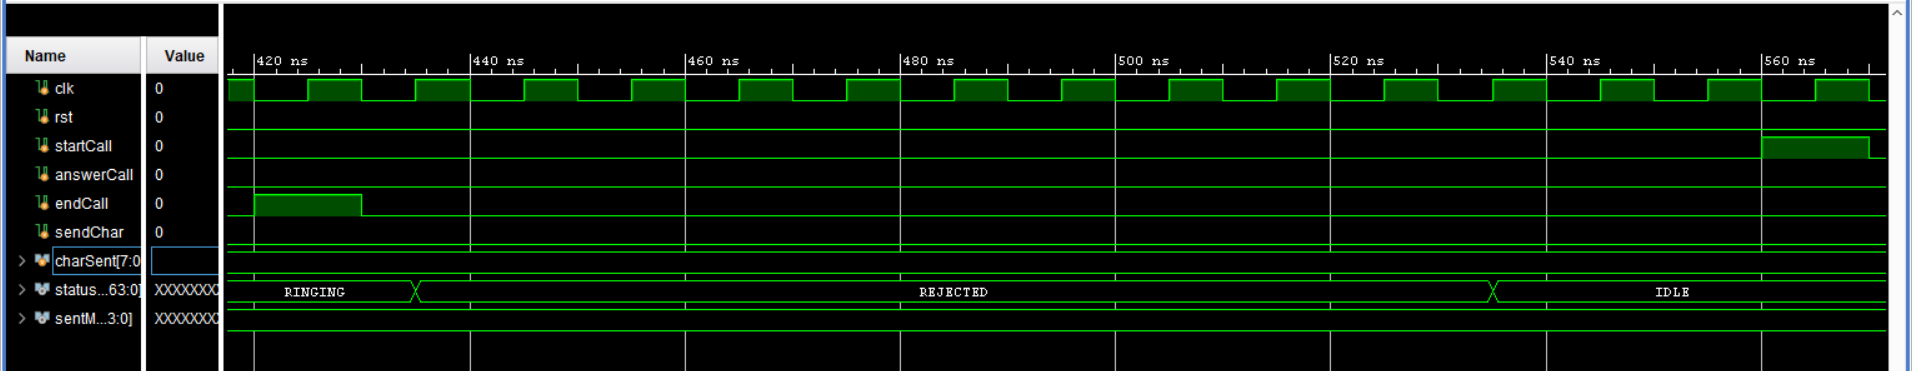 Name Value
420 ns 440 ns 460 ns 480 ns 500 ns 520 ns 540 ns 560 ns
clk 0
rst 0
startCall 0
answerCall 0
endCall 0
sendChar 0
charSent[7:0
status...63:0] XXXXXXXX RINGING REJECTED IDLE
sentM...3:0] XXXXXXXX